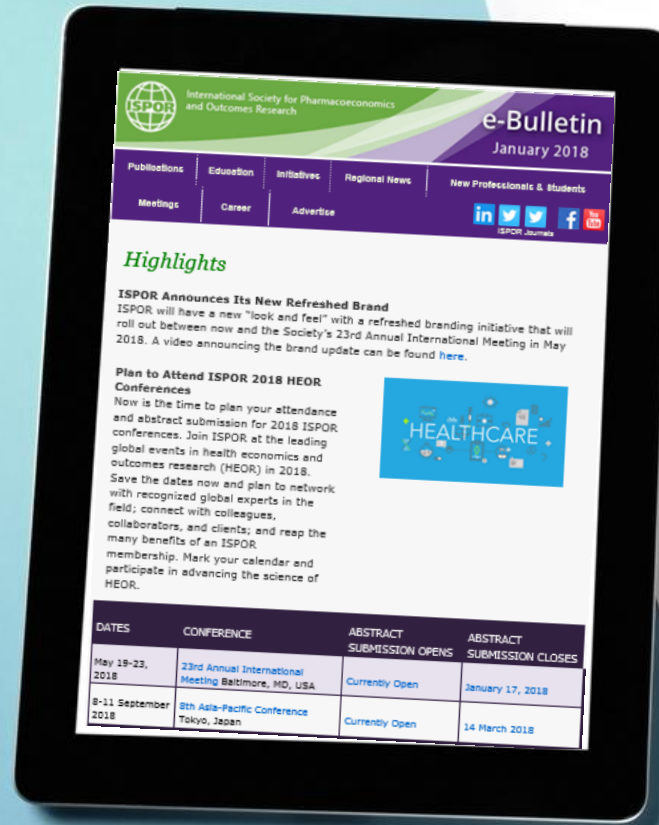 ISPOR
International Society for Pharmacoeconomics
and Outcomes Research
e-Bulletin
January 2018
Publications
Education
Initiatives
Regional News
New Professionals & Students
Meetings
Career
Advertise
in
f
You
Tube
ISPOR Journals
Highlights
ISPOR Announces Its New Refreshed Brand
ISPOR will have a new "look and feel" with a refreshed branding initiative that will
roll out between now and the Society's 23rd Annual International Meeting in May
2018. A video announcing the brand update can be found here.
Plan to Attend ISPOR 2018 HEOR
Conferences
Now is the time to plan your attendance
and abstract submission for 2018 ISPOR
conferences. Join ISPOR at the leading
global events in health economics and
outcomes research (HEOR) in 2018.
Save the dates now and plan to network
with recognized global experts in the
field; connect with colleagues,
collaborators, and clients; and reap the
many benefits of an ISPOR
membership. Mark your calendar and
participate in advancing the science of
HEOR.
HEALTHCARE
DATES
CONFERENCE
ABSTRACT
SUBMISSION OPENS
ABSTRACT
SUBMISSION CLOSES
May 19-23,
2018
23rd Annual International
Meeting Baltimore, MD, USA
Currently Open
January 17, 2018
8-11 September
2018
8th Asia-Pacific Conference
Tokyo, Japan
Currently Open
14 March 2018